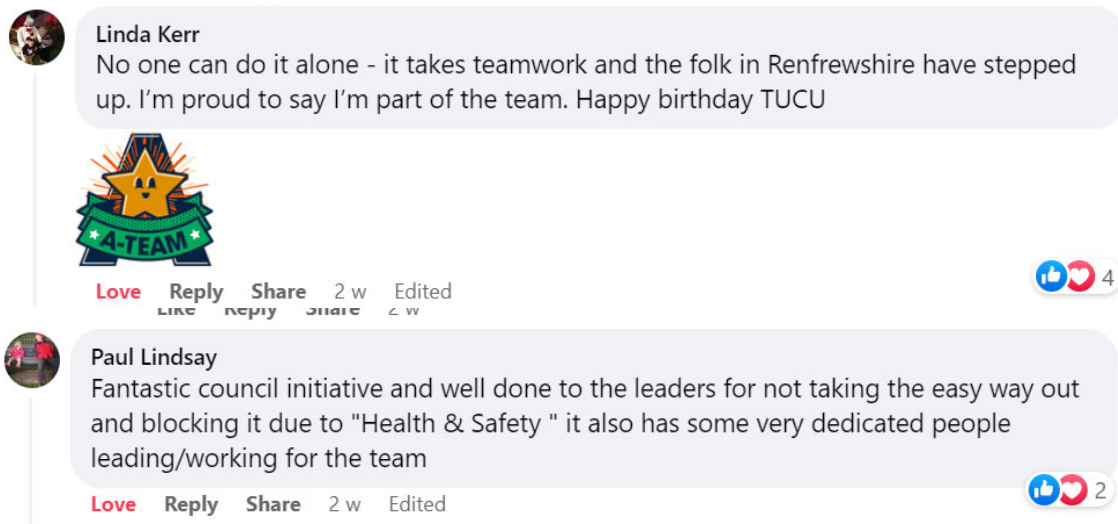 Linda Kerr
No one can do it alone - it takes teamwork and the folk in Renfrewshire have stepped
up. I'm proud to say I'm part of the team. Happy birthday TUCU
A-TEAM
Love Reply Share 2 w Edited
4
Like Reply Share 2 w
Paul Lindsay
Fantastic council initiative and well done to the leaders for not taking the easy way out
and blocking it due to "Health & Safety " it also has some very dedicated people
leading/working for the team
Love Reply Share 2 w Edited
2